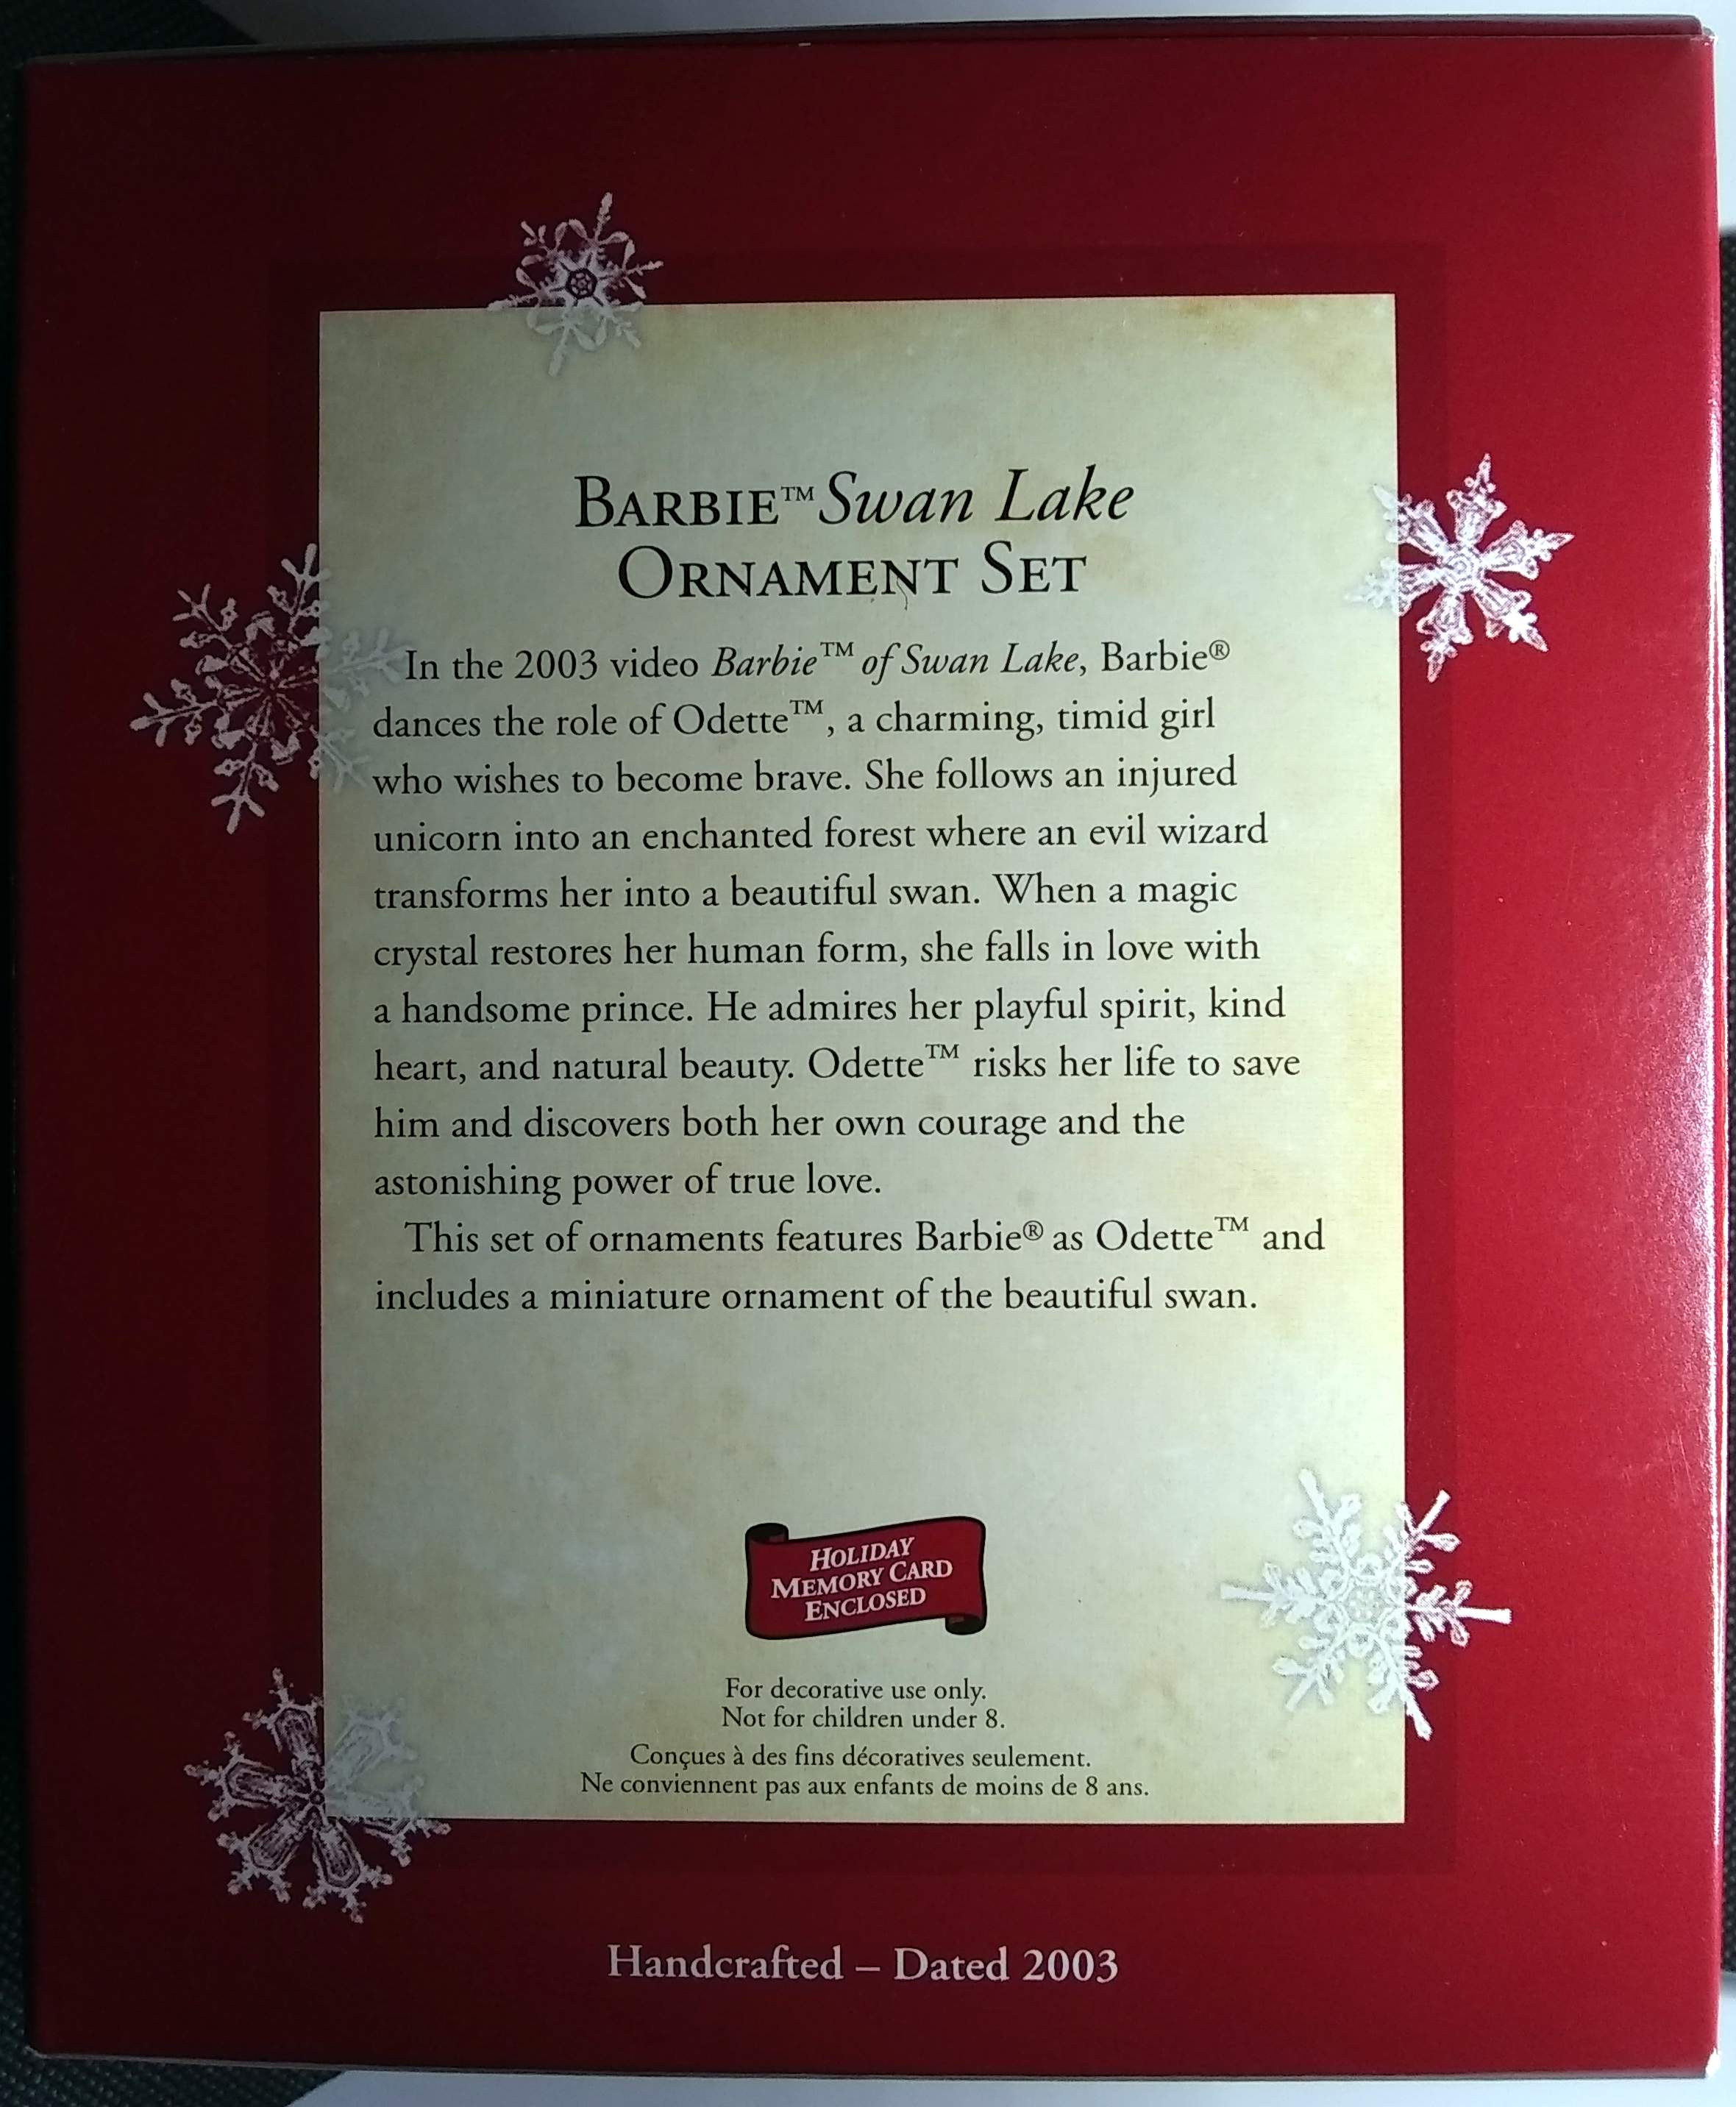 BARBIE™ Swan Lake
ORNAMENT SET
In the 2003 video Barbie™ of Swan Lake, Barbie®
dances the role of Odette™, a charming, timid girl
who wishes to become brave. She follows an injured
unicorn into an enchanted forest where an evil wizard
transforms her into a beautiful swan. When a magic
crystal restores her human form, she falls in love with
a handsome prince. He admires her playful spirit, kind
heart, and natural beauty. Odette™ risks her life to save
him and discovers both her own courage and the
astonishing power of true love.
This set of ornaments features Barbie® as Odette™ and
includes a miniature ornament of the beautiful swan.
HOLIDAY
MEMORY CARD
ENCLOSED
For decorative use only.
Not for children under 8.
Conçues à des fins décoratives seulement.
Ne conviennent pas aux enfants de moins de 8 ans.
Handcrafted – Dated 2003